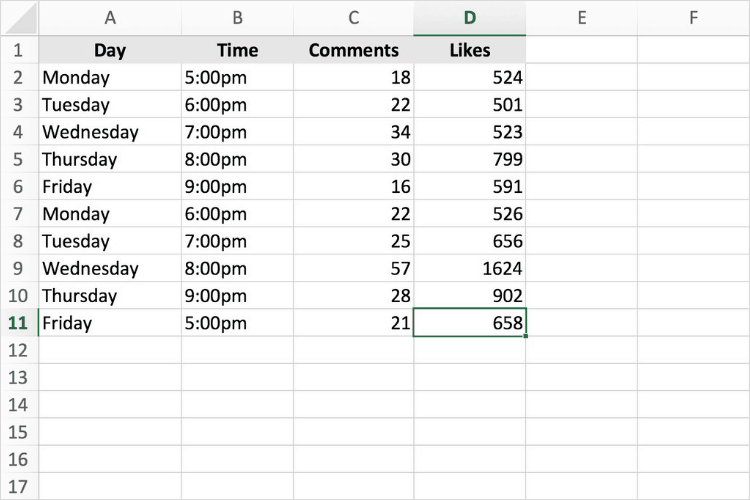 A B C D E F
1 Day Time Comments Likes
2 Monday 5:00pm 18 524
3 Tuesday 6:00pm 22 501
4 Wednesday 7:00pm 34 523
5 Thursday 8:00pm 30 799
6 Friday 9:00pm 16 591
7 Monday 6:00pm 22 526
8 Tuesday 7:00pm 25 656
9 Wednesday 8:00pm 57 1624
10 Thursday 9:00pm 28 902
11 Friday 5:00pm 21 658
12
13
14
15
16
17